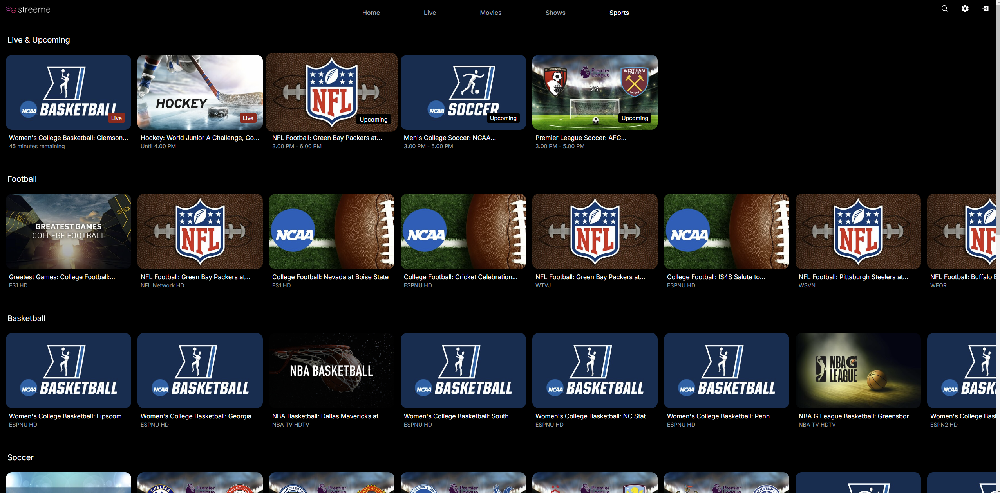 streeme
Home
Live
Movies
Shows
Sports
Live & Upcoming
NCAA BASKETBALL
Live
HOCKEY
Live
NFL
Upcoming
NCAA SOCCER
Upcoming
AFC BOURNEMOUTH
Premier
League
VS.
WEST HAM
UNITED
LONDON
Upcoming
Women's College Basketball: Clemson...
45 minutes remaining
Hockey: World Junior A Challenge, Go...
Until 4:00 PM
NFL Football: Green Bay Packers at...
3:00 PM - 6:00 PM
Men's College Soccer: NCAA...
3:00 PM - 5:00 PM
Premier League Soccer: AFC...
3:00 PM - 5:00 PM
Football
GREATEST GAMES
COLLEGE FOOTBALL
30
50
NFL
NCAA
NCAA
NFL
NCAA
NFL
NF
Greatest Games: College Football:...
FS1 HD
NFL Football: Green Bay Packers at...
NFL Network HD
College Football: Nevada at Boise State
FS1 HD
College Football: Cricket Celebration...
ESPNU HD
NFL Football: Green Bay Packers at...
WTVJ
College Football: IS4S Salute to...
ESPNU HD
NFL Football: Pittsburgh Steelers at...
WSVN
NFL Football: Buffalo
WFOR
Basketball
NCAA BASKETBALL
NCAA BASKETBALL
NBA BASKETBALL
NCAA BASKETBALL
NCAA BASKETBALL
NCAA BASKETBALL
NBA G
LEAGUE
NCAA BASK
Women's College Basketball: Lipscom...
ESPNU HD
Women's College Basketball: Georgia...
ESPNU HD
NBA Basketball: Dallas Mavericks at...
NBA TV HDTV
Women's College Basketball: South...
ESPNU HD
Women's College Basketball: NC Stat...
ESPNU HD
Women's College Basketball: Penn...
ESPNU HD
NBA G League Basketball: Greensbor...
NBA TV HDTV
Women's College Bas
ESPN2 HD
Soccer
CHELSEA
Premier
League
BRENTFORD
MANCHESTE
Premier
League
MANCHEST
BRIGHTON & HOV
Premier
League
Premier
League
Premier
League
ICESTER C